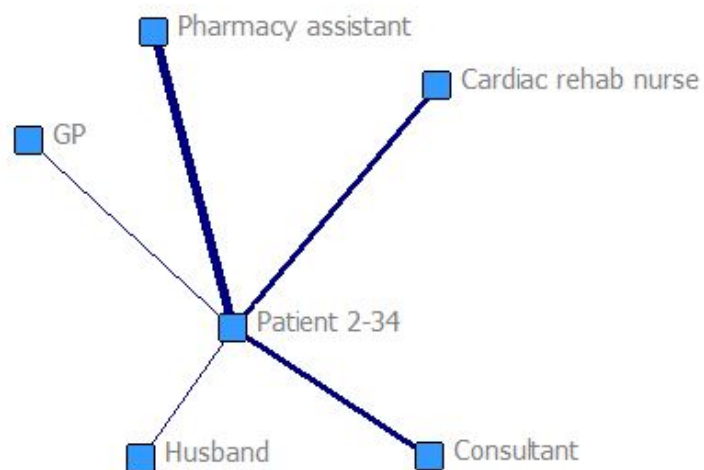 Pharmacy assistant
Cardiac rehab nurse
GP
Patient 2-34
Husband
Consultant